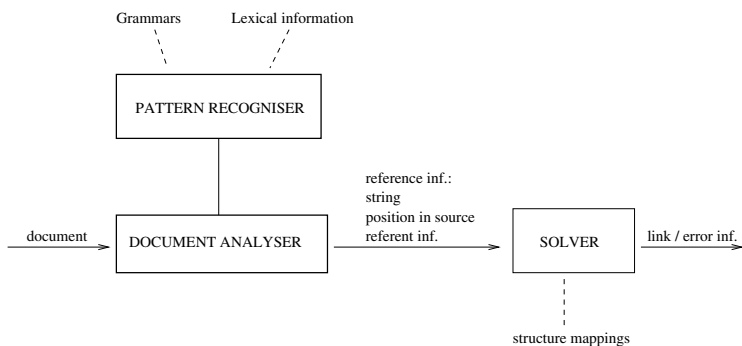 Grammars
Lexical information
PATTERN RECOGNISER
reference inf.:
string
position in source
referent inf.
document
DOCUMENT ANALYSER
SOLVER
link / error inf.
structure mappings